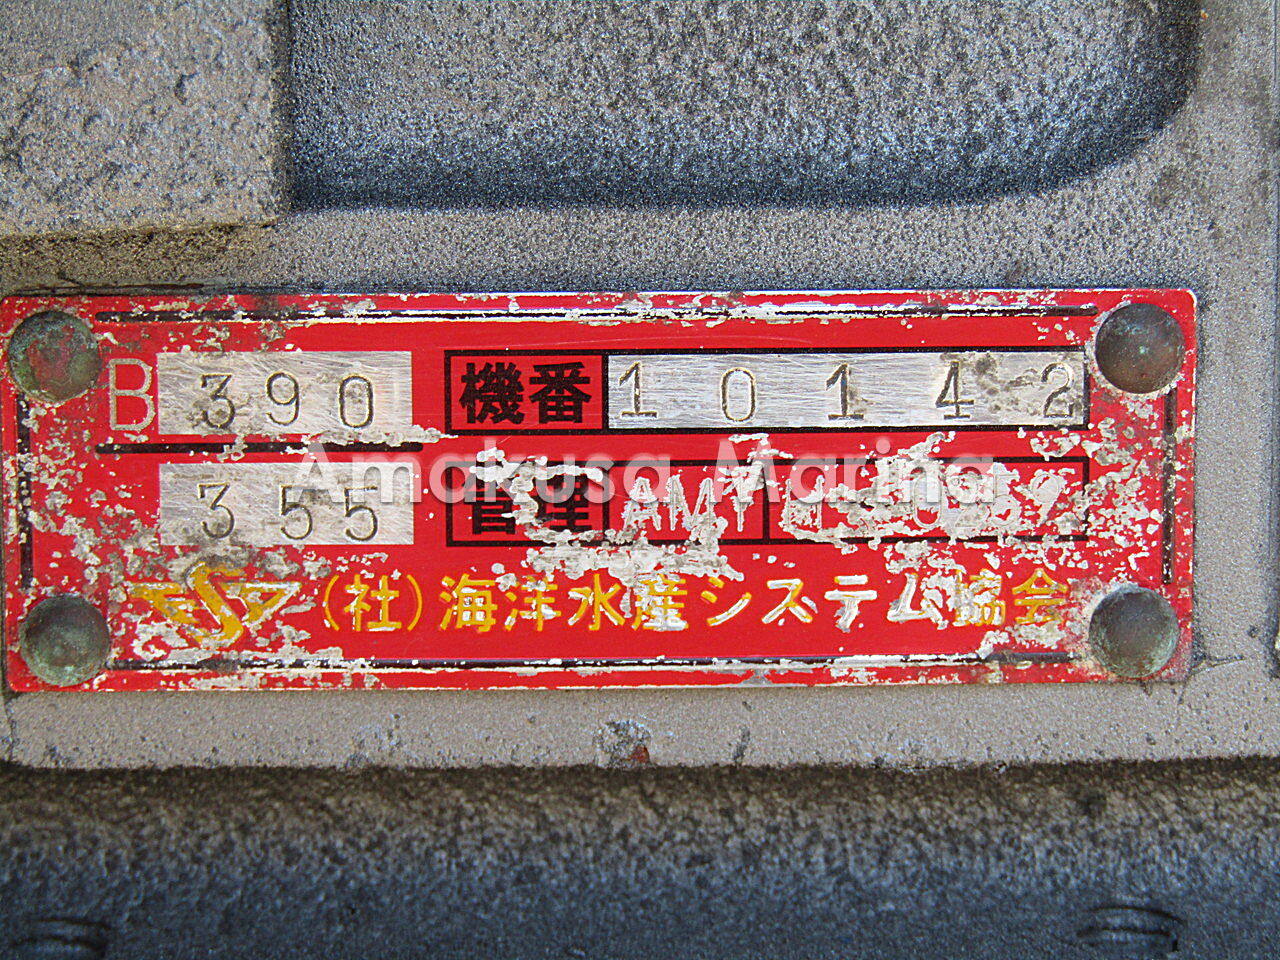 B 390 機番 10142
355 管理 AMY
(社)海洋水産システム協会
Amakusa Marina